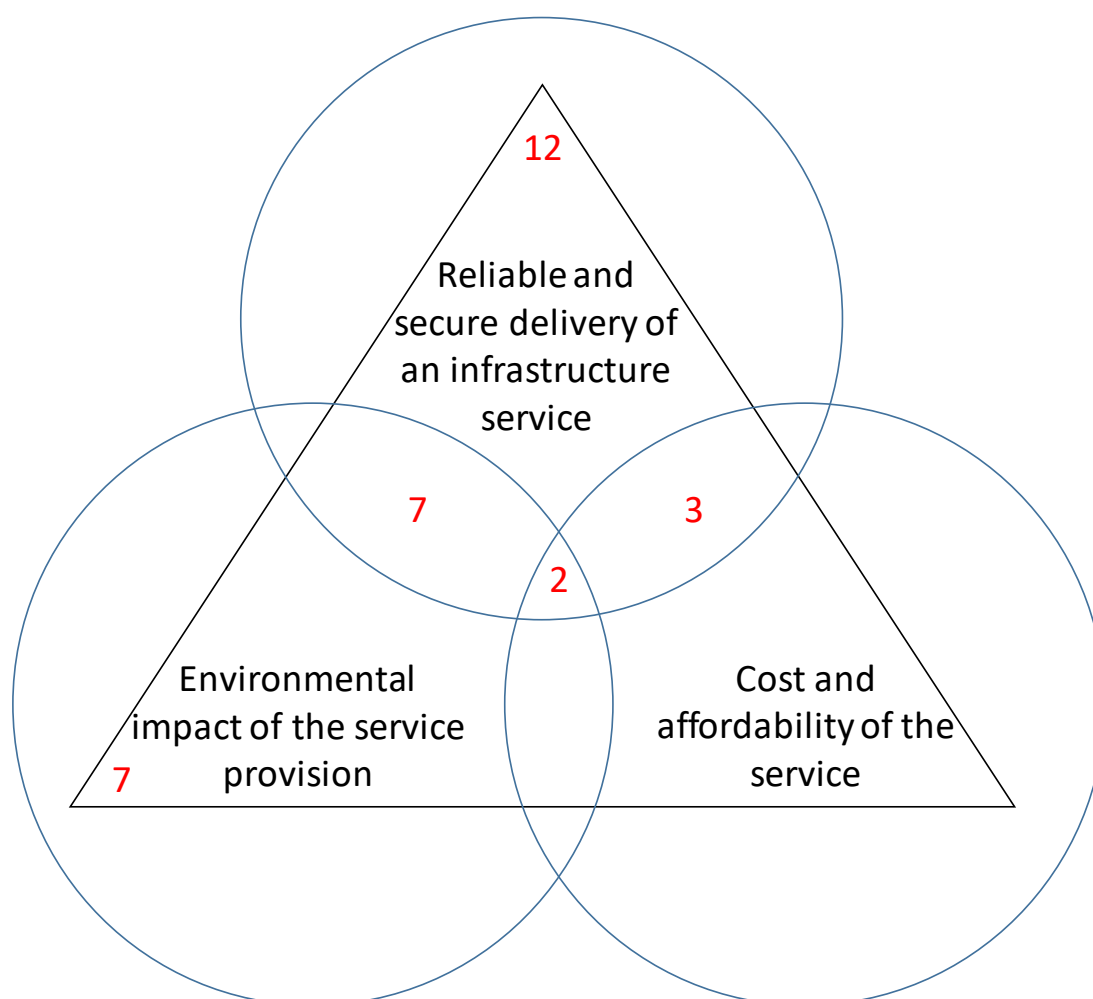 12
Reliable and
secure delivery of
an infrastructure
service
7
3
2
Environmental
impact of the service
provision
7
Cost and
affordability of the
service